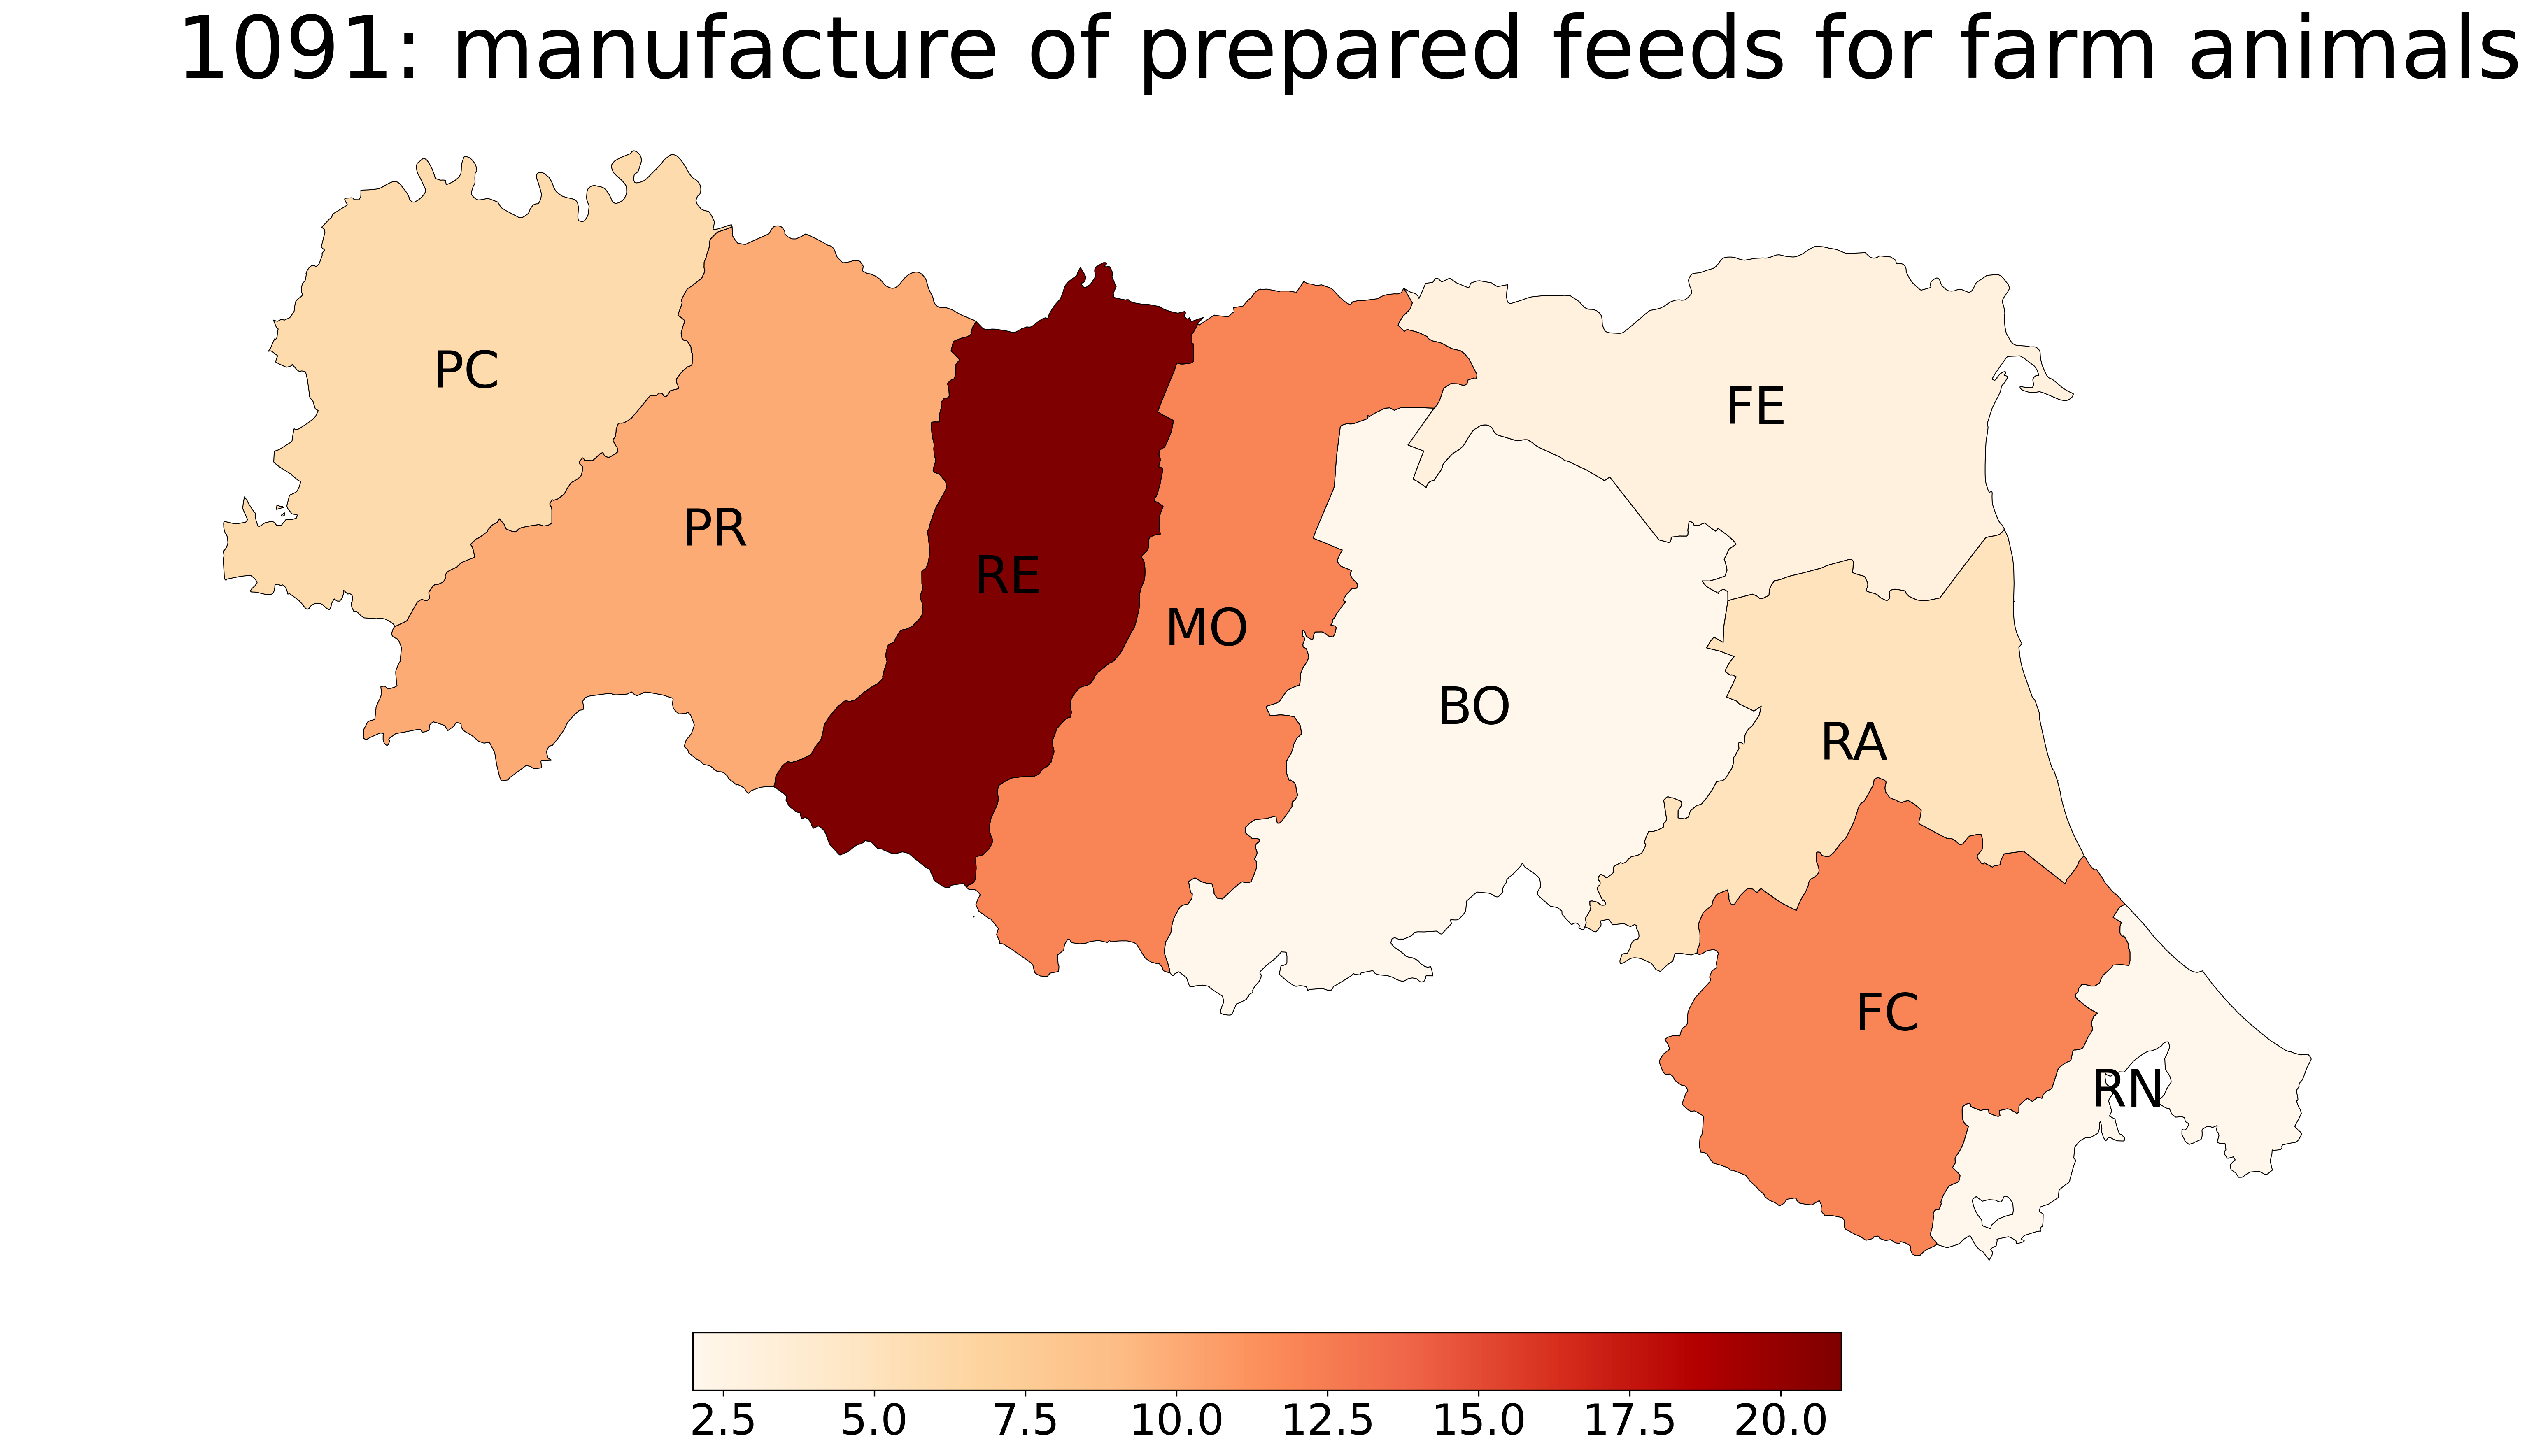 1091: manufacture of prepared feeds for farm animals
PC
FE
PR
RE
MO
BO
RA
FC
RN
2.5 5.0 7.5 10.0 12.5 15.0 17.5 20.0